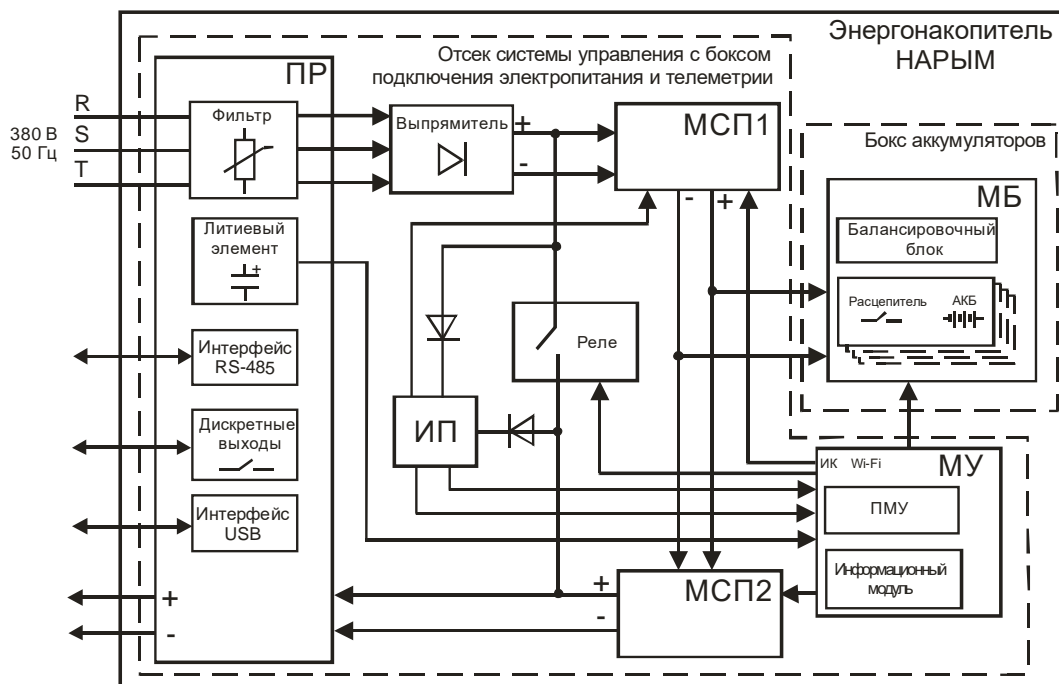 Энергонакопитель
НАРЫМ
Отсек системы управления с боксом
подключения электропитания и телеметрии
ПР
R
S
T
380 В
50 Гц
Фильтр
Выпрямитель
+
-
МСП1
-
+
Бокс аккумуляторов
МБ
Балансировочный
блок
Расцепитель
АКБ
Литиевый
элемент
+
Реле
Интерфейс
RS-485
ИП
Дискретные
выходы
ИК Wi-Fi
МУ
ПМУ
Интерфейс
USB
Информационный
модуль
МСП2
+
-
+
-